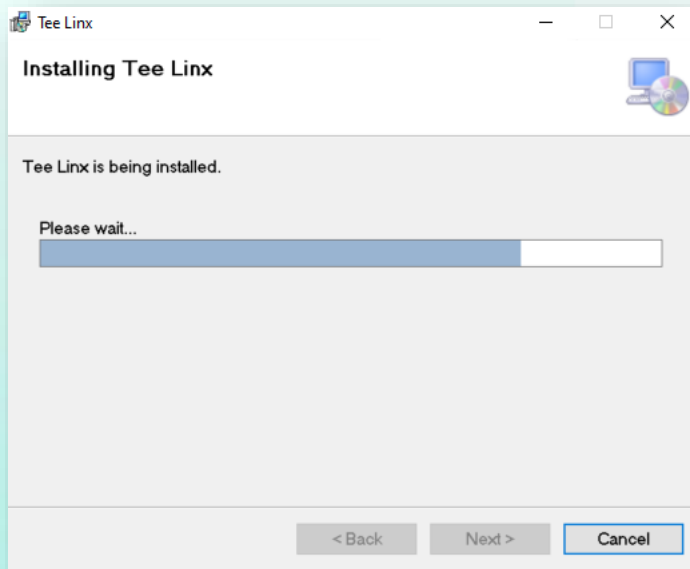 Tee Linx
Installing Tee Linx
Tee Linx is being installed.
Please wait...
< Back Next > Cancel